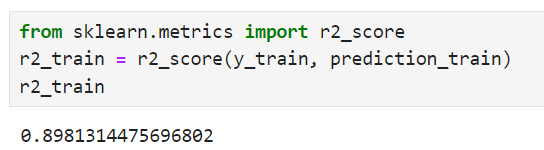 from sklearn.metrics import r2_score
r2_train = r2_score(y_train, prediction_train)
r2_train
0.8981314475696802